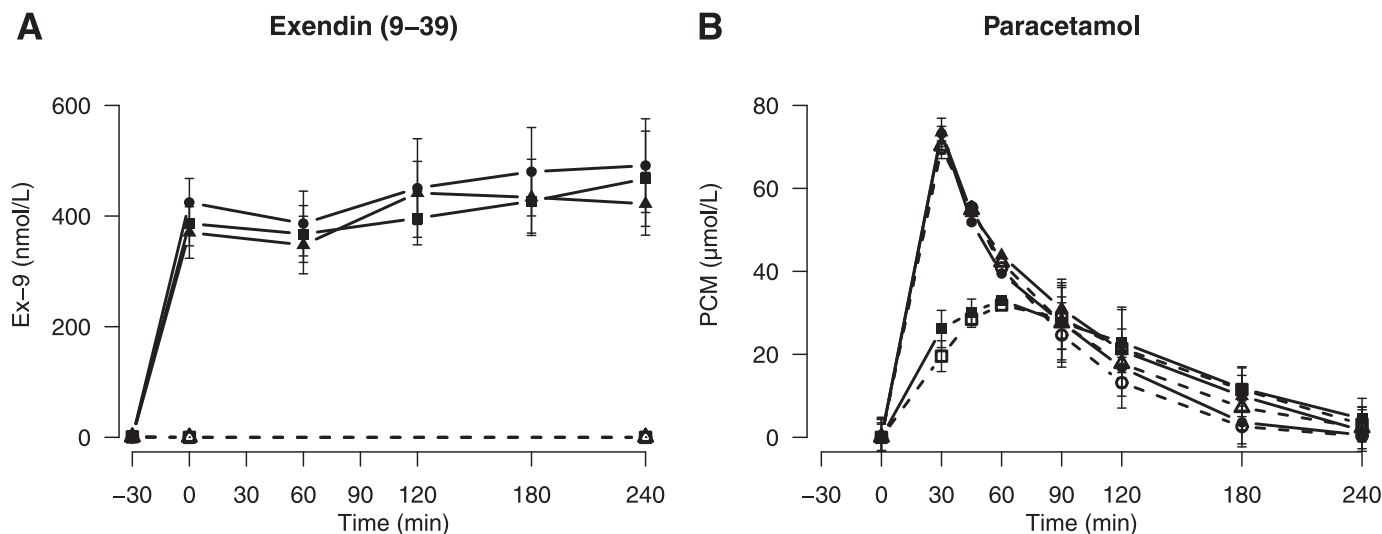 A
Exendin (9–39)
Ex–9 (nmol/L)
600
400
200
0
−30 0 30 60 90 120 180 240
Time (min)
B
Paracetamol
PCM (µmol/L)
80
60
40
20
0
−30 0 30 60 90 120 180 240
Time (min)